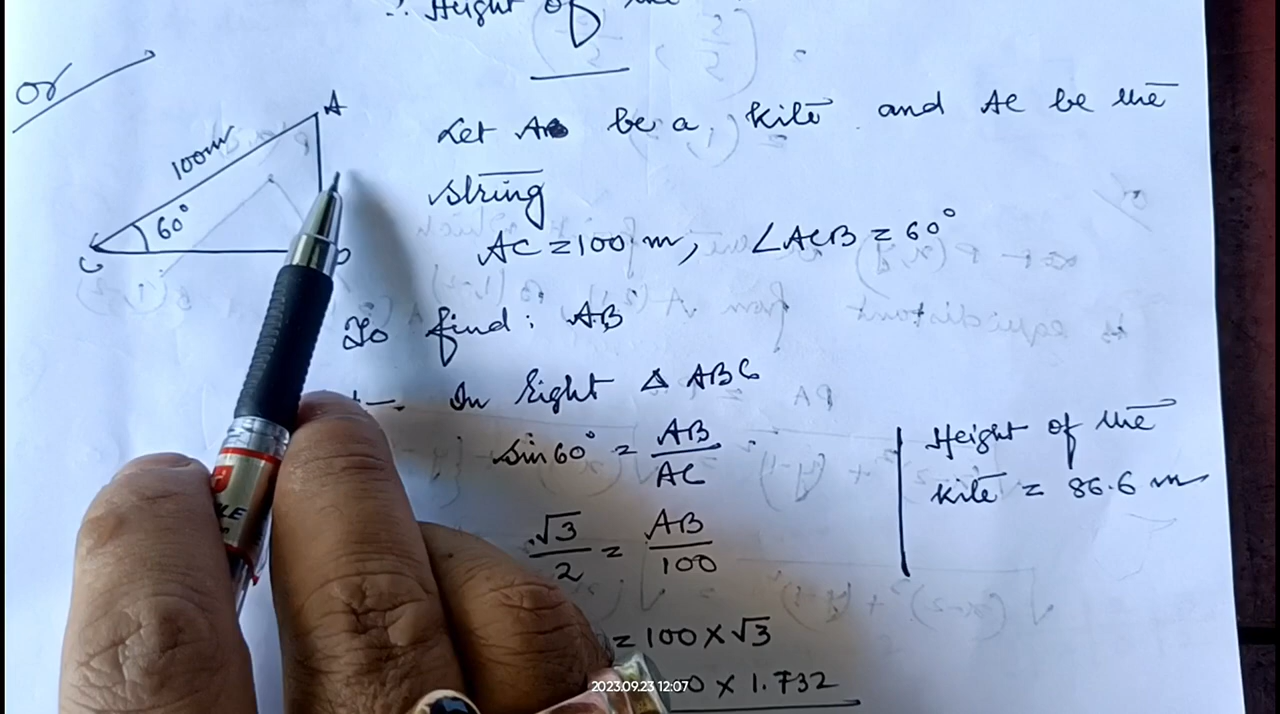 ∴ Height of the
or
A
100m
60°
C
B
Let A be a kite and AC be the
string
AC = 100 m, ∠ACB = 60°
To find: AB
In Right △ ABC
sin 60° = AB/AC
√3/2 = AB/100
= 100 × √3
0 × 1.732
Height of the
kite = 86.6 m
2023.09.23 12:07